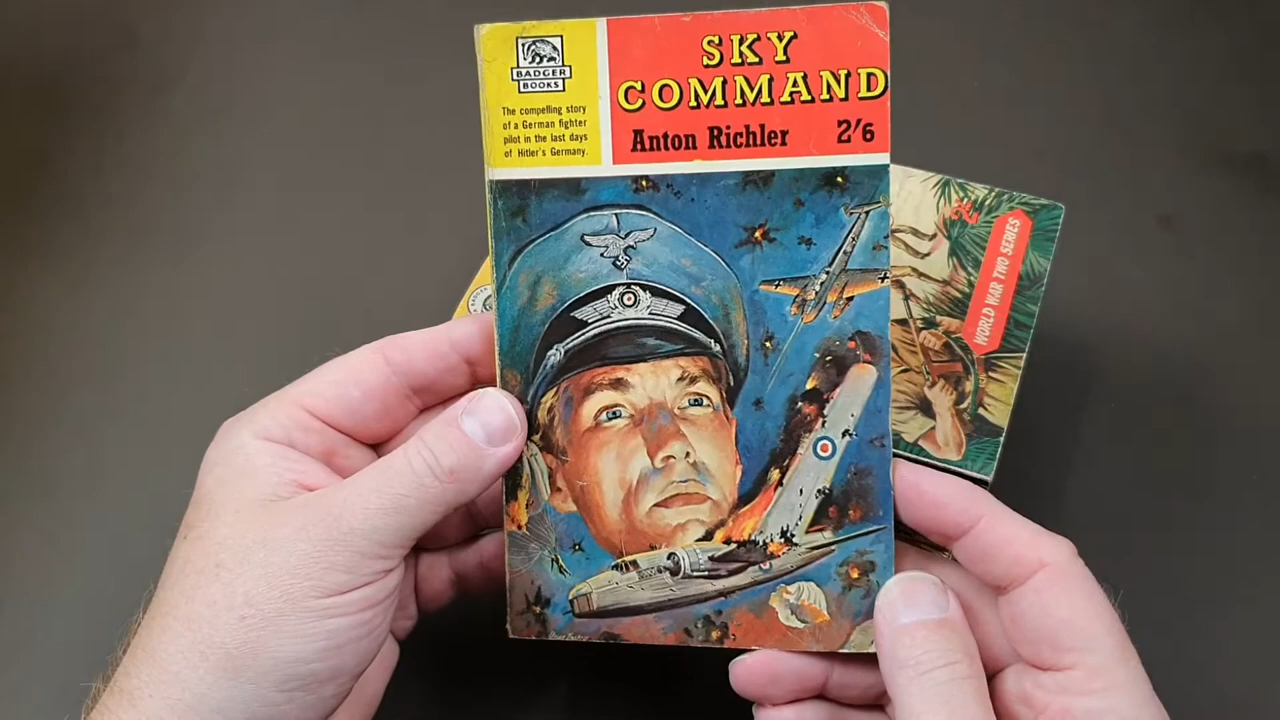 BADGER
BOOKS
The compelling story
of a German fighter
pilot in the last days
of Hitler's Germany.
SKY
COMMAND
Anton Richler 2/6
WORLD WAR TWO SERIES